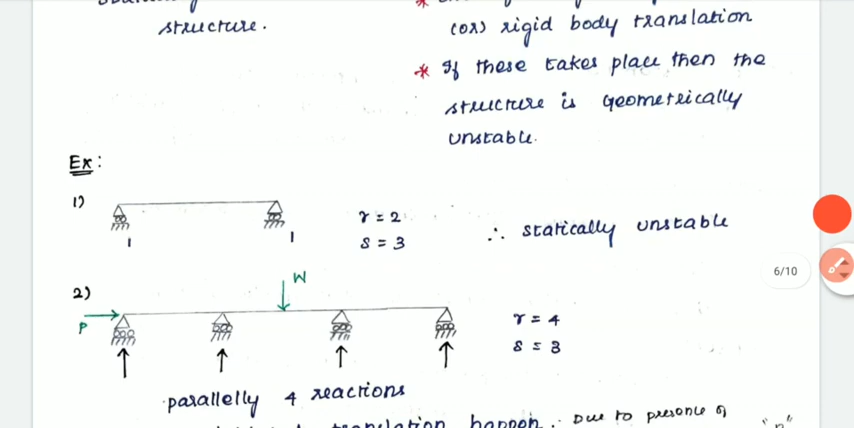 structure.
(or) rigid body translation
* If these takes place then the
structure is geometrically
unstable.
Ex:
1)
1
1
r = 2
s = 3
∴ statically unstable
6/10
2)
W
P
r = 4
s = 3
parallelly 4 reactions
translation happen. Due to presence of